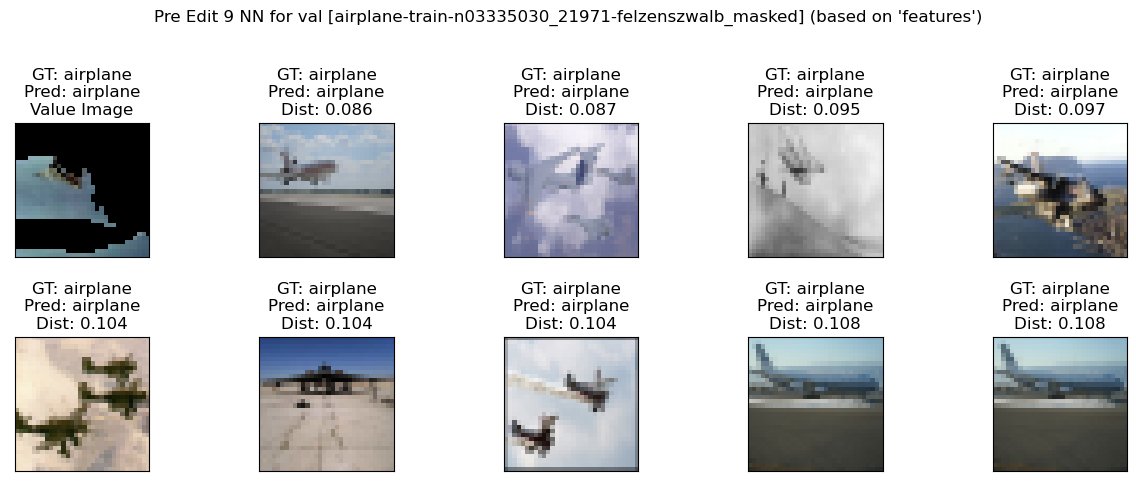 Pre Edit 9 NN for val [airplane-train-n03335030_21971-felzenszwalb_masked] (based on 'features')
GT: airplane
Pred: airplane
Value Image
GT: airplane
Pred: airplane
Dist: 0.086
GT: airplane
Pred: airplane
Dist: 0.087
GT: airplane
Pred: airplane
Dist: 0.095
GT: airplane
Pred: airplane
Dist: 0.097
GT: airplane
Pred: airplane
Dist: 0.104
GT: airplane
Pred: airplane
Dist: 0.104
GT: airplane
Pred: airplane
Dist: 0.104
GT: airplane
Pred: airplane
Dist: 0.108
GT: airplane
Pred: airplane
Dist: 0.108